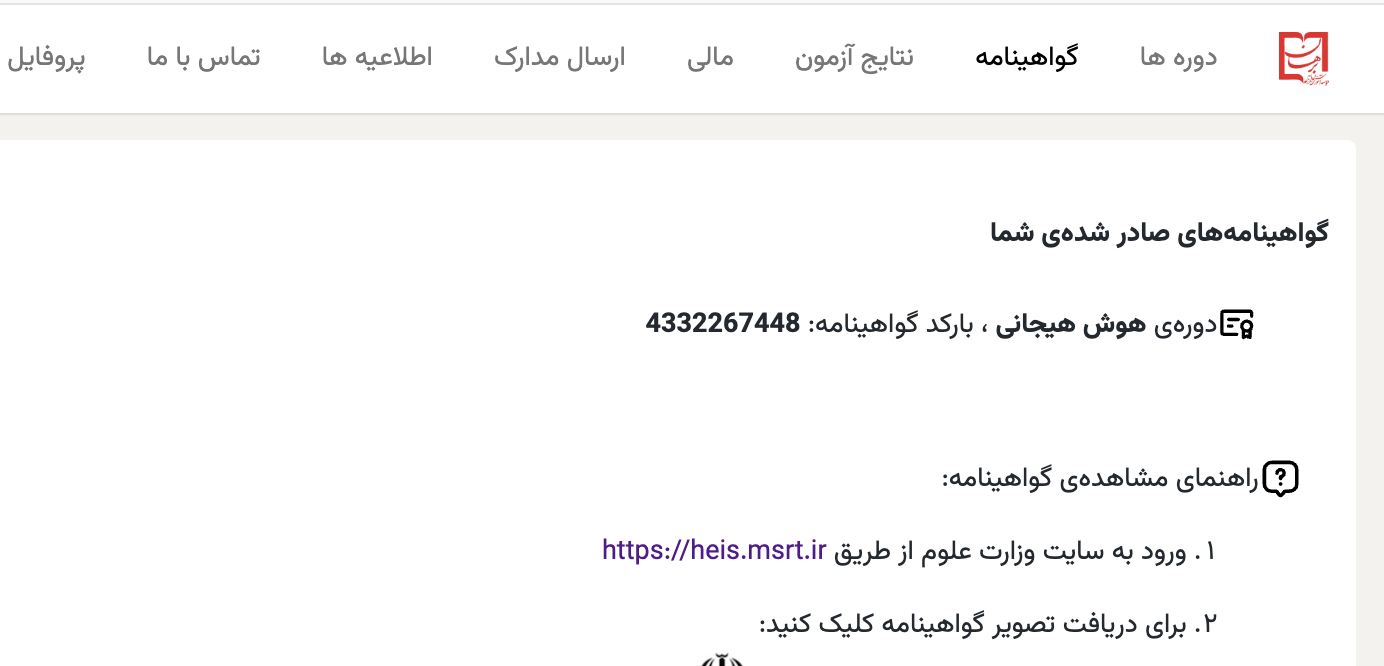 دوره ها گواهینامه نتایج آزمون مالی ارسال مدارک اطلاعیه ها تماس با ما پروفایل
گواهینامه‌های صادر شده‌ی شما
دوره‌ی هوش هیجانی ، بارکد گواهینامه: 4332267448
راهنمای مشاهده‌ی گواهینامه:
۱. ورود به سایت وزارت علوم از طریق https://heis.msrt.ir
۲. برای دریافت تصویر گواهینامه کلیک کنید: